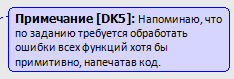 Примечание [DK5]: Напоминаю, что
по заданию требуется обработать
ошибки всех функций хотя бы
примитивно, напечатав код.